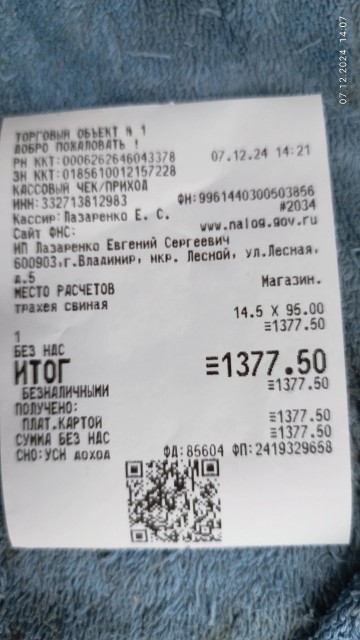 07.12.2024 14:07
ТОРГОВЫЙ ОБЪЕКТ N 1
ДОБРО ПОЖАЛОВАТЬ !
РН ККТ:0006262646043378 07.12.24 14:21
ЗН ККТ:0185610012157228
КАССОВЫЙ ЧЕК/ПРИХОД
ИНН:332713812983 ФН:9961440300503856
Кассир:Лазаренко Е. С. #2034
Сайт ФНС: www.nalog.gov.ru
ИП Лазаренко Евгений Сергеевич
600903,г.Владимир, мкр. Лесной, ул.Лесная,
д.5
МЕСТО РАСЧЕТОВ Магазин.
трахея свиная
14.5 X 95.00
≡1377.50
1
БЕЗ НДС
ИТОГ ≡1377.50
БЕЗНАЛИЧНЫМИ ≡1377.50
ПОЛУЧЕНО:
ПЛАТ.КАРТОЙ ≡1377.50
СУММА БЕЗ НДС ≡1377.50
СНО:УСН доход ФД:85604 ФП:2419329658